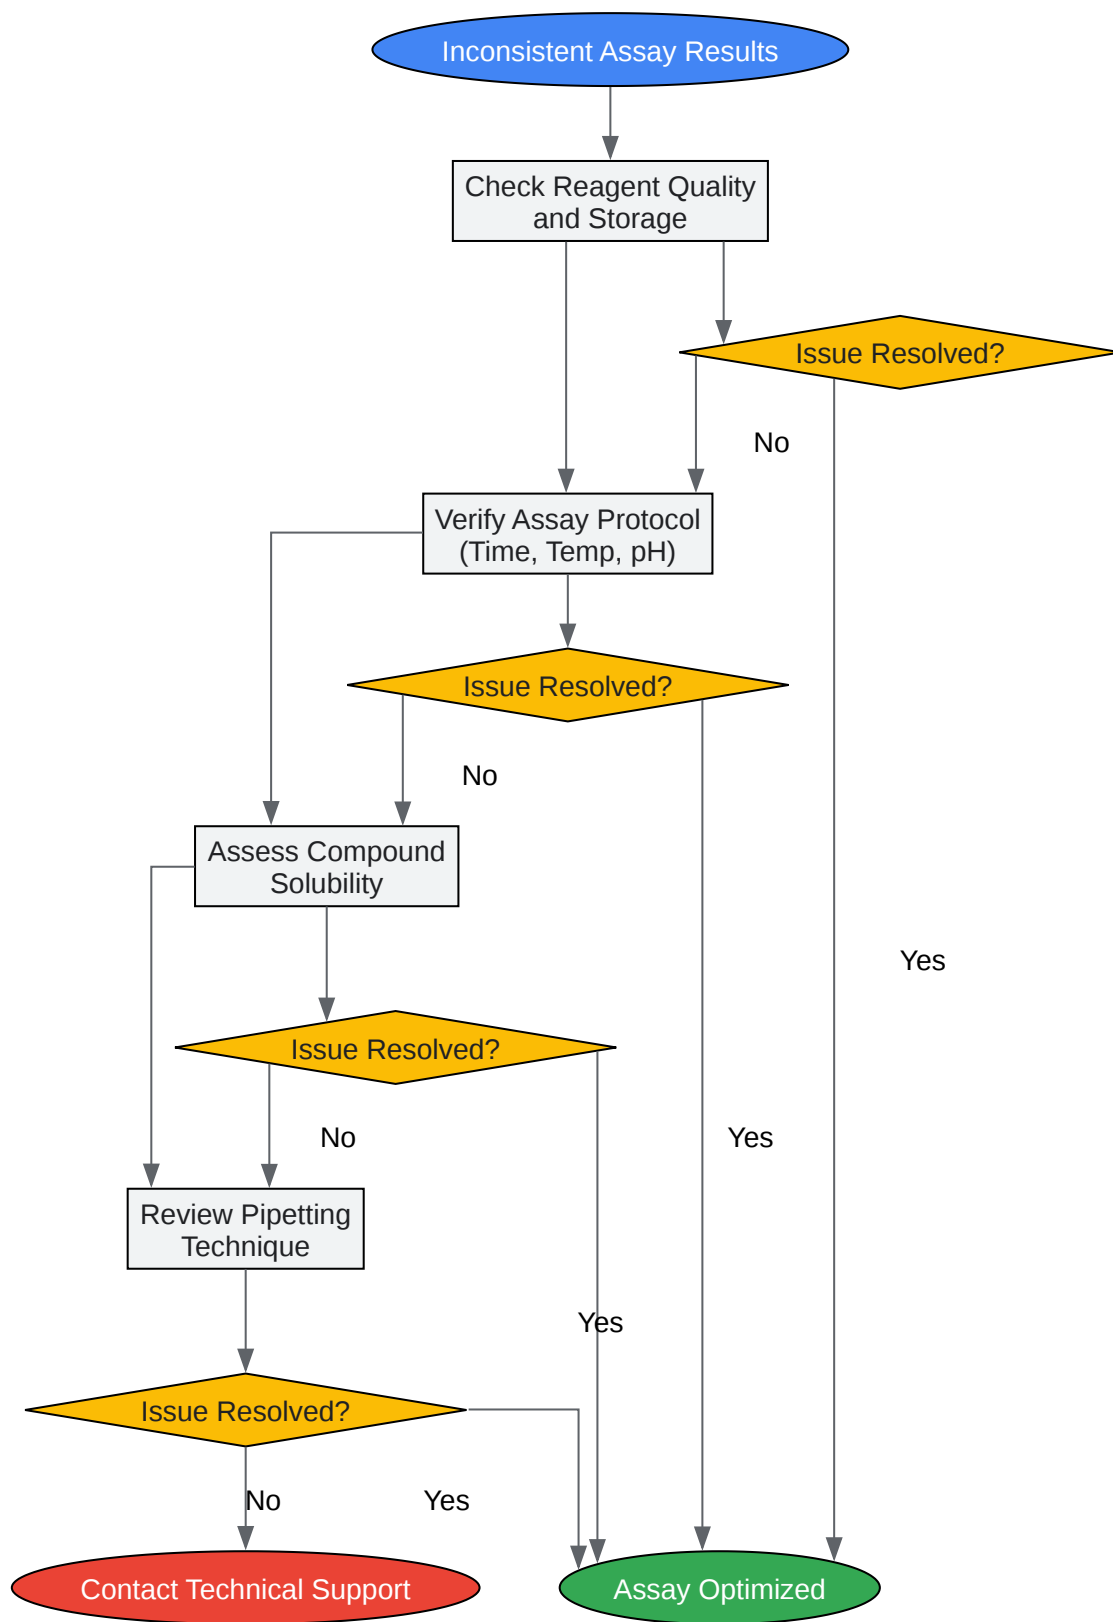 Inconsistent Assay Results
Check Reagent Quality
and Storage
Issue Resolved?
No
Verify Assay Protocol
(Time, Temp, pH)
Issue Resolved?
No
Assess Compound
Solubility
Yes
Issue Resolved?
No
Yes
Review Pipetting
Technique
Yes
Issue Resolved?
No
Yes
Contact Technical Support
Assay Optimized